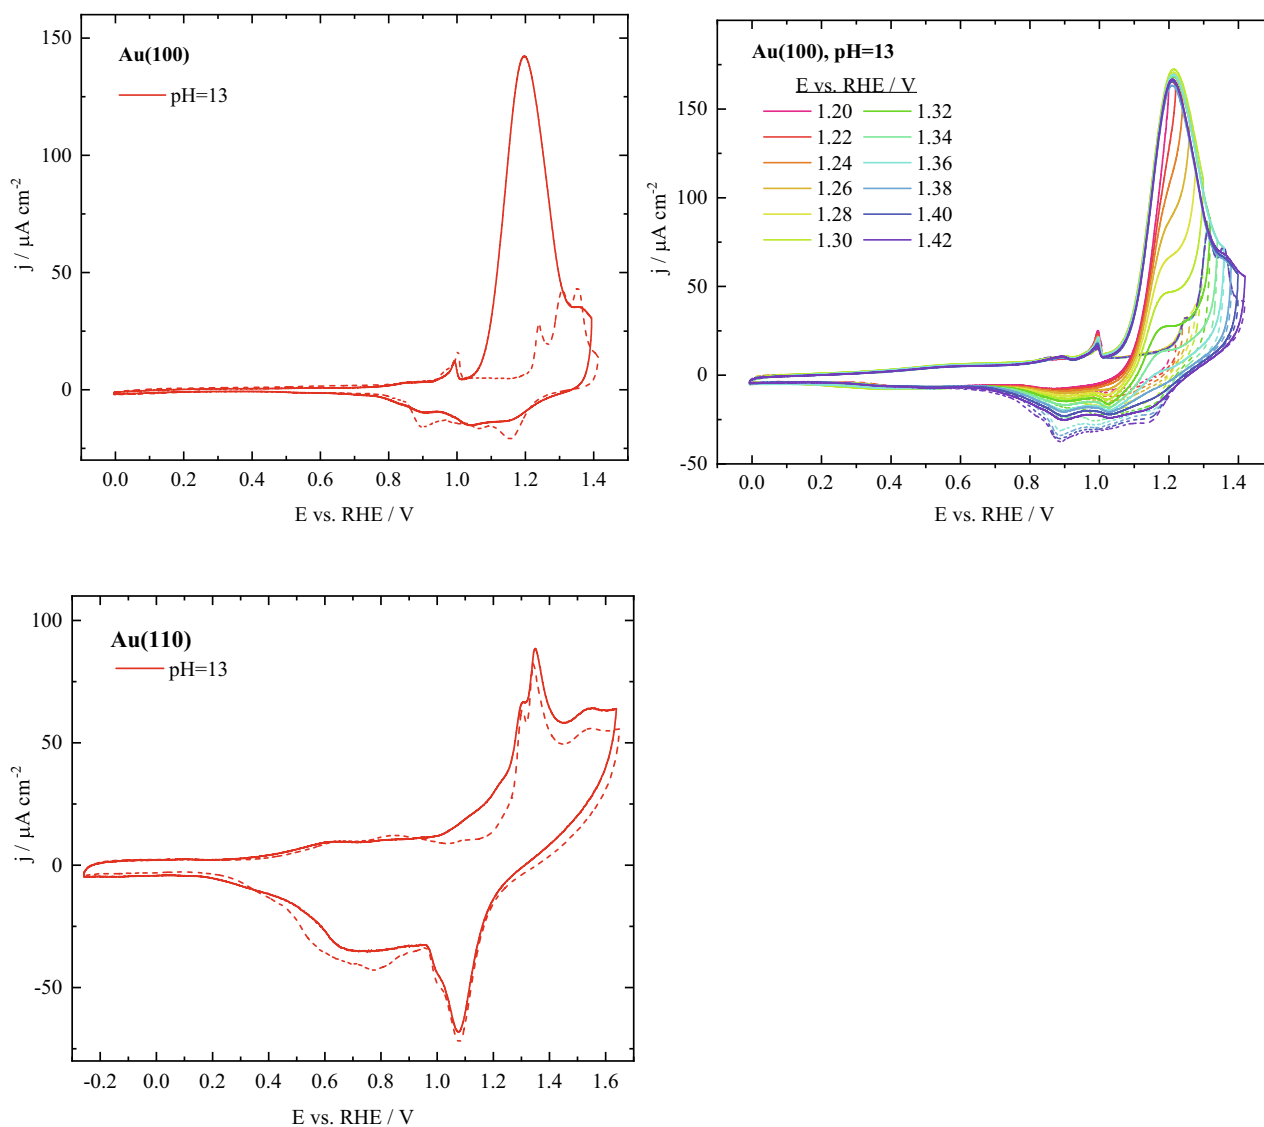 Au(100)
pH=13
j / µA cm-2
150
100
50
0
0.0 0.2 0.4 0.6 0.8 1.0 1.2 1.4
E vs. RHE / V
Au(100), pH=13
E vs. RHE / V
1.20 1.32
1.22 1.34
1.24 1.36
1.26 1.38
1.28 1.40
1.30 1.42
j / µA cm-2
150
100
50
0
-50
0.0 0.2 0.4 0.6 0.8 1.0 1.2 1.4
E vs. RHE / V
Au(110)
pH=13
j / µA cm-2
100
50
0
-50
-0.2 0.0 0.2 0.4 0.6 0.8 1.0 1.2 1.4 1.6
E vs. RHE / V